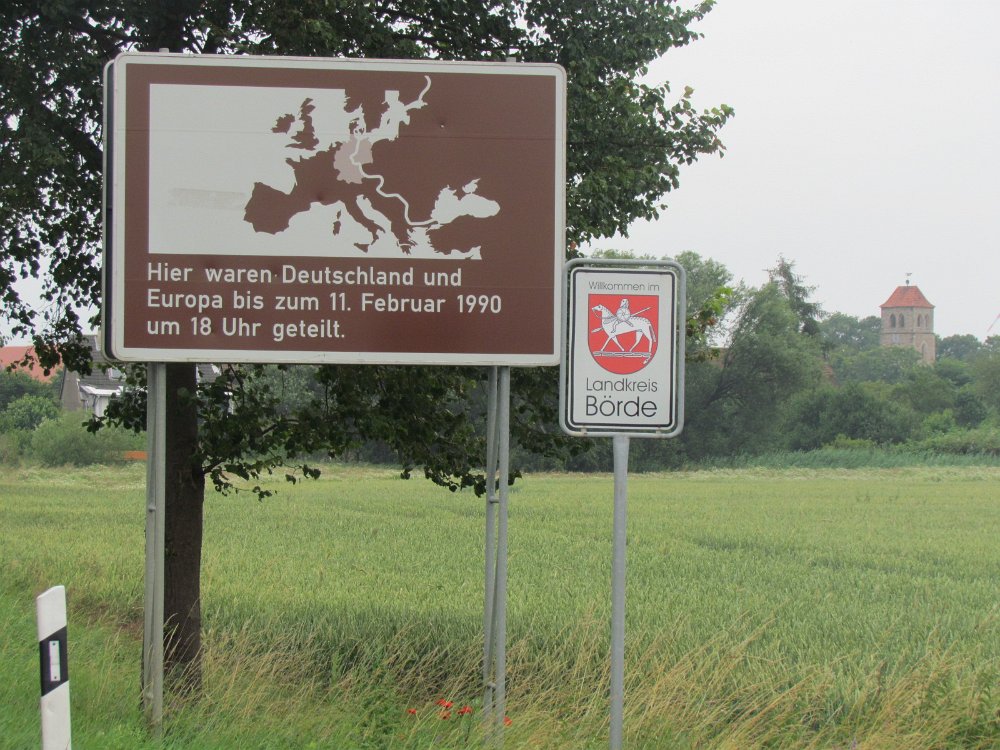 Hier waren Deutschland und
Europa bis zum 11. Februar 1990
um 18 Uhr geteilt.
Willkommen im
Landkreis
Börde